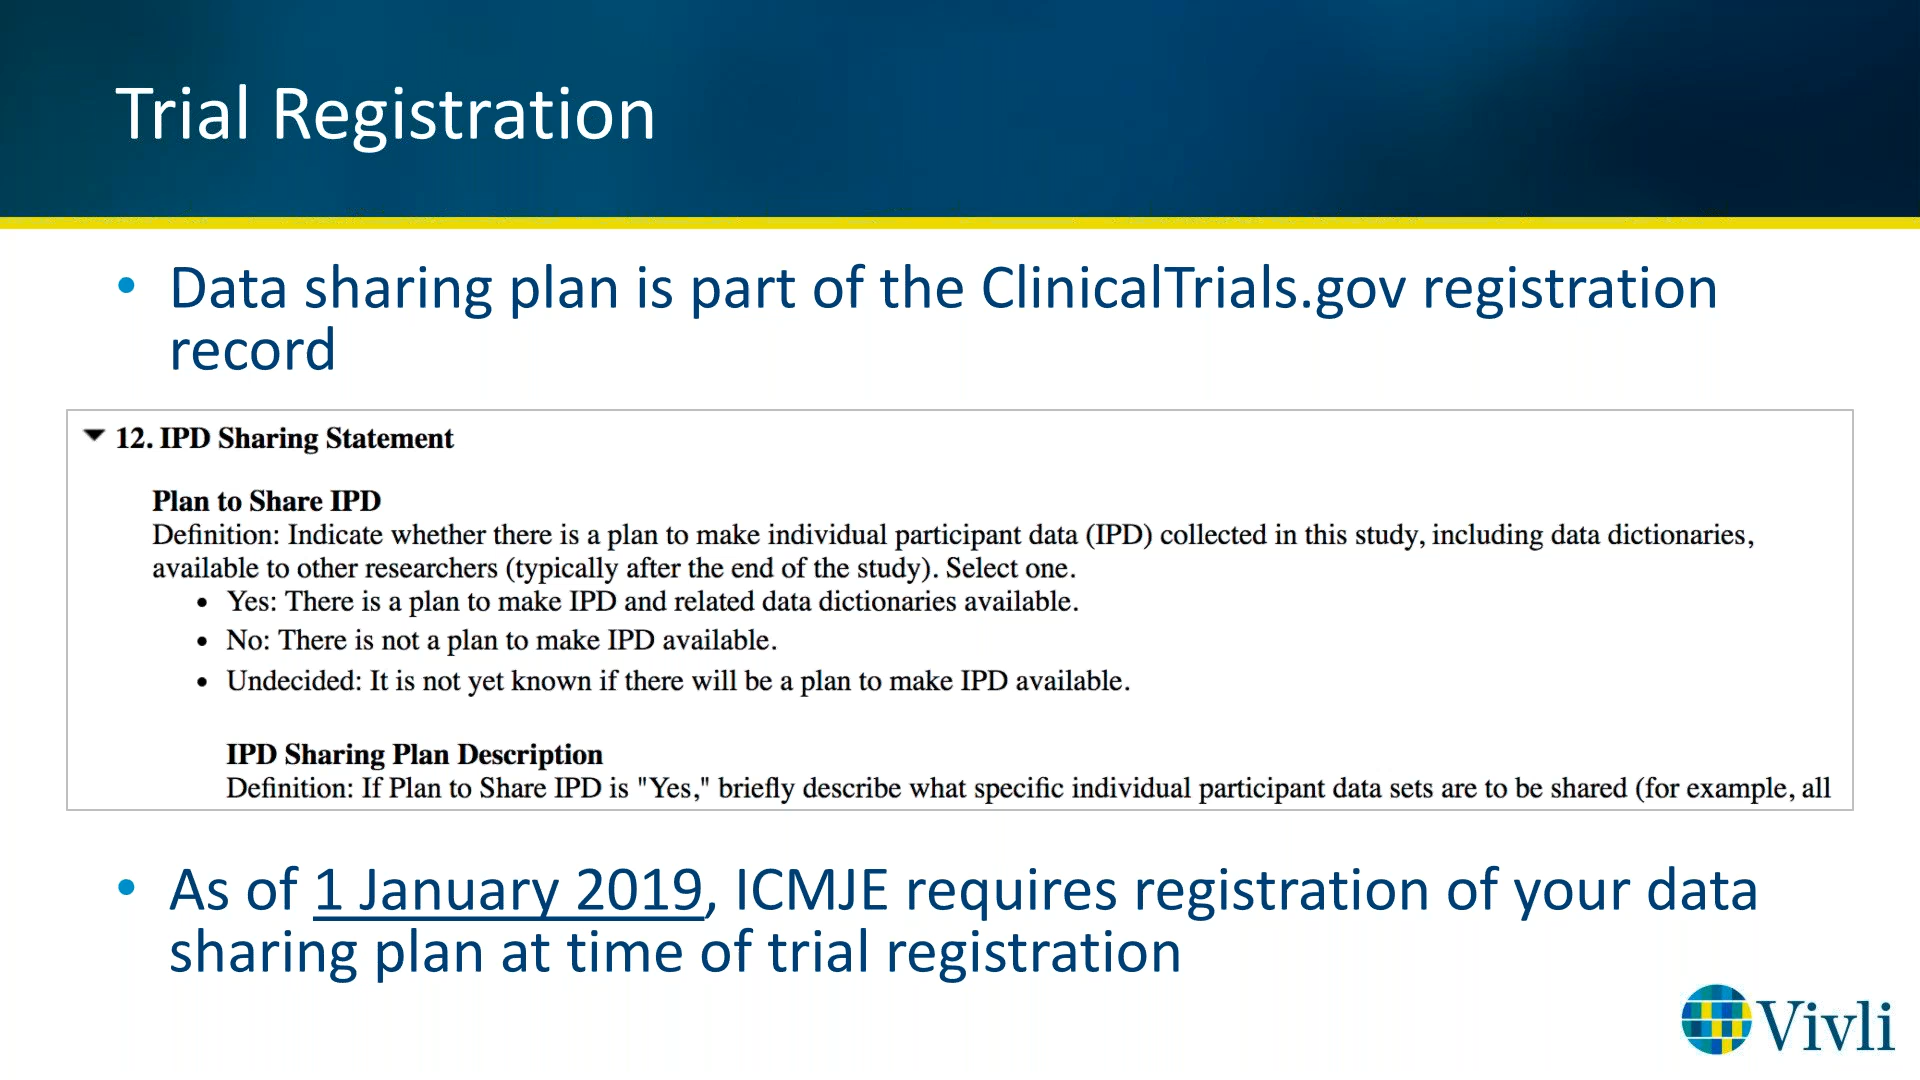 Trial Registration
• Data sharing plan is part of the ClinicalTrials.gov registration
record
12. IPD Sharing Statement
Plan to Share IPD
Definition: Indicate whether there is a plan to make individual participant data (IPD) collected in this study, including data dictionaries,
available to other researchers (typically after the end of the study). Select one.
• Yes: There is a plan to make IPD and related data dictionaries available.
• No: There is not a plan to make IPD available.
• Undecided: It is not yet known if there will be a plan to make IPD available.
IPD Sharing Plan Description
Definition: If Plan to Share IPD is "Yes," briefly describe what specific individual participant data sets are to be shared (for example, all
• As of 1 January 2019, ICMJE requires registration of your data
sharing plan at time of trial registration
Vivli